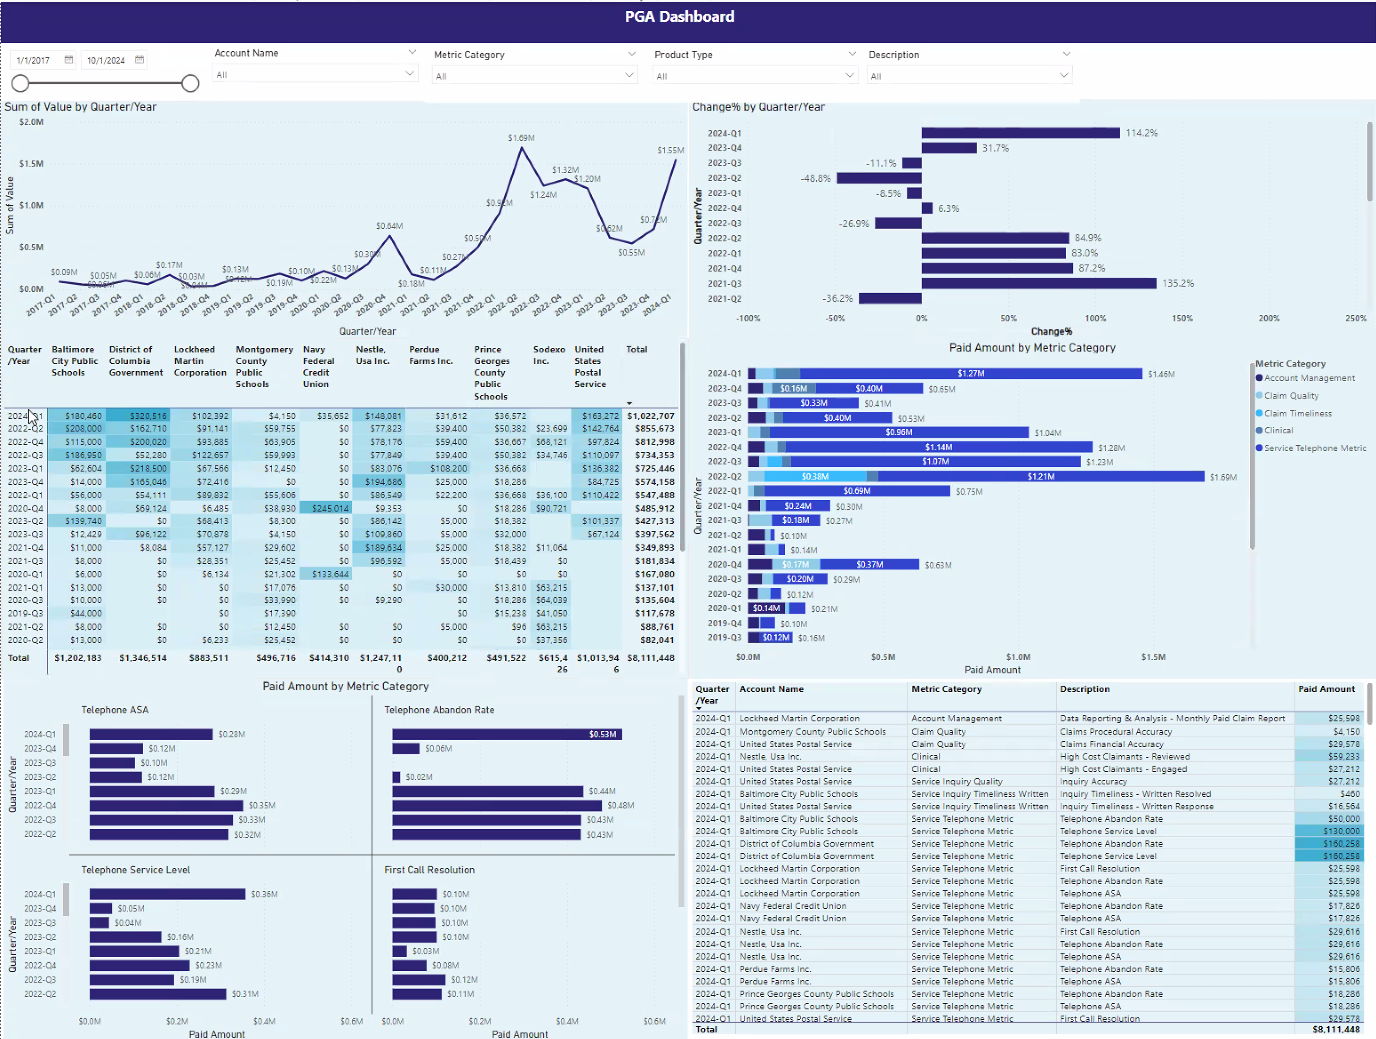 PGA Dashboard
1/1/2017
10/1/2024
Account Name
All
Metric Category
All
Product Type
All
Description
All
Sum of Value by Quarter/Year
$2.0M
$1.5M
$1.0M
$0.5M
$0.0M
Sum of Value
$0.09M $0.05M $0.06M $0.17M $0.03M $0.13M $0.19M $0.10M $0.22M $0.13M $0.30M $0.64M $0.18M $0.11M $0.27M $0.50M $1.69M $1.24M $1.32M $1.20M $0.62M $0.55M $1.55M
2017-Q1 2017-Q2 2017-Q3 2017-Q4 2018-Q1 2018-Q2 2018-Q3 2018-Q4 2019-Q1 2019-Q2 2019-Q3 2019-Q4 2020-Q1 2020-Q2 2020-Q3 2020-Q4 2021-Q1 2021-Q2 2021-Q3 2021-Q4 2022-Q1 2022-Q2 2022-Q3 2022-Q4 2023-Q1 2023-Q2 2023-Q3 2023-Q4 2024-Q1
Quarter/Year
Change% by Quarter/Year
Quarter/Year
2024-Q1 114.2%
2023-Q4 31.7%
2023-Q3 -11.1%
2023-Q2 -48.8%
2023-Q1 -8.5%
2022-Q4 6.3%
2022-Q3 -26.9%
2022-Q2 84.9%
2022-Q1 83.0%
2021-Q4 87.2%
2021-Q3 135.2%
2021-Q2 -36.2%
-100% -50% 0% 50% 100% 150% 200% 250%
Change%
Quarter /Year Baltimore City Public Schools District of Columbia Government Lockheed Martin Corporation Montgomery County Public Schools Navy Federal Credit Union Nestle, Usa Inc. Perdue Farms Inc. Prince Georges County Public Schools Sodexo Inc. United States Postal Service Total
2024-Q1 $180,460 $320,516 $102,392 $4,150 $35,652 $148,081 $31,612 $36,572 $163,272 $1,022,707
2022-Q2 $208,000 $162,710 $91,141 $59,755 $0 $77,823 $39,400 $50,382 $23,699 $142,764 $855,673
2022-Q4 $115,000 $200,020 $93,885 $63,905 $0 $78,176 $39,400 $36,667 $68,121 $97,824 $812,998
2022-Q3 $186,950 $52,280 $122,657 $59,993 $0 $77,849 $39,400 $50,382 $34,746 $110,097 $734,353
2023-Q1 $62,604 $218,500 $67,566 $12,450 $0 $83,076 $108,200 $36,668 $136,382 $725,446
2023-Q4 $14,000 $165,046 $72,416 $0 $0 $194,686 $25,000 $18,286 $84,725 $574,158
2022-Q1 $56,000 $54,111 $89,832 $55,606 $0 $86,549 $22,200 $36,668 $36,100 $110,422 $547,488
2020-Q4 $8,000 $69,124 $6,485 $38,930 $245,014 $9,353 $0 $18,286 $90,721 $485,912
2023-Q2 $139,740 $0 $68,413 $8,300 $0 $86,142 $5,000 $18,382 $101,337 $427,313
2023-Q3 $12,429 $96,122 $70,878 $4,150 $0 $109,860 $5,000 $32,000 $67,124 $397,562
2021-Q4 $11,000 $8,084 $57,127 $29,602 $0 $189,634 $25,000 $18,382 $11,064 $349,893
2021-Q3 $8,000 $28,351 $25,452 $0 $96,592 $5,000 $18,439 $0 $181,834
2020-Q1 $6,000 $6,134 $21,302 $133,644 $0 $0 $0 $0 $167,080
2021-Q1 $13,000 $0 $17,076 $0 $0 $30,000 $13,810 $63,215 $137,101
2020-Q3 $10,000 $0 $33,990 $0 $9,290 $0 $18,286 $64,039 $135,604
2019-Q3 $44,000 $0 $17,390 $0 $15,238 $41,050 $117,678
2021-Q2 $8,000 $0 $0 $12,450 $0 $0 $5,000 $96 $63,215 $88,761
2020-Q2 $13,000 $0 $6,233 $25,452 $0 $0 $0 $37,356 $82,041
Total $1,202,183 $1,346,514 $883,511 $496,716 $414,310 $1,247,110 $400,212 $491,522 $615,426 $1,013,946 $8,111,448
Paid Amount by Metric Category
Quarter/Year
2024-Q1 $1.27M $1.46M
2023-Q4 $0.16M $0.40M $0.65M
2023-Q3 $0.33M $0.41M
2023-Q2 $0.40M $0.53M
2023-Q1 $0.96M $1.04M
2022-Q4 $1.14M $1.28M
2022-Q3 $1.07M $1.23M
2022-Q2 $0.38M $1.21M $1.69M
2022-Q1 $0.69M $0.75M
2021-Q4 $0.24M $0.30M
2021-Q3 $0.18M $0.27M
2021-Q2 $0.10M
2021-Q1 $0.14M
2020-Q4 $0.17M $0.37M $0.63M
2020-Q3 $0.20M $0.29M
2020-Q2 $0.12M
2020-Q1 $0.14M $0.21M
2019-Q4 $0.10M
2019-Q3 $0.12M $0.16M
$0.0M $0.5M $1.0M $1.5M
Paid Amount
Metric Category
Account Management
Claim Quality
Claim Timeliness
Clinical
Service Telephone Metric
Paid Amount by Metric Category
Telephone ASA
Quarter/Year
2024-Q1 $0.28M
2023-Q4 $0.12M
2023-Q3 $0.10M
2023-Q2 $0.12M
2023-Q1 $0.29M
2022-Q4 $0.35M
2022-Q3 $0.33M
2022-Q2 $0.32M
Telephone Abandon Rate
$0.53M
$0.06M
$0.02M
$0.44M
$0.48M
$0.43M
$0.43M
Telephone Service Level
Quarter/Year
2024-Q1 $0.36M
2023-Q4 $0.05M
2023-Q3 $0.04M
2023-Q2 $0.16M
2023-Q1 $0.21M
2022-Q4 $0.23M
2022-Q3 $0.19M
2022-Q2 $0.31M
$0.0M $0.2M $0.4M $0.6M
Paid Amount
First Call Resolution
$0.10M
$0.10M
$0.10M
$0.10M
$0.03M
$0.08M
$0.12M
$0.11M
$0.0M $0.2M $0.4M $0.6M
Paid Amount
Quarter /Year Account Name Metric Category Description Paid Amount
2024-Q1 Lockheed Martin Corporation Account Management Data Reporting & Analysis - Monthly Paid Claim Report $25,598
2024-Q1 Montgomery County Public Schools Claim Quality Claims Procedural Accuracy $4,150
2024-Q1 United States Postal Service Claim Quality Claims Financial Accuracy $29,578
2024-Q1 Nestle, Usa Inc. Clinical High Cost Claimants - Reviewed $59,233
2024-Q1 United States Postal Service Clinical High Cost Claimants - Engaged $27,212
2024-Q1 United States Postal Service Service Inquiry Quality Inquiry Accuracy $27,212
2024-Q1 Baltimore City Public Schools Service Inquiry Timeliness Written Inquiry Timeliness - Written Resolved $460
2024-Q1 United States Postal Service Service Inquiry Timeliness Written Inquiry Timeliness - Written Response $16,564
2024-Q1 Baltimore City Public Schools Service Telephone Metric Telephone Abandon Rate $50,000
2024-Q1 Baltimore City Public Schools Service Telephone Metric Telephone Service Level $130,000
2024-Q1 District of Columbia Government Service Telephone Metric Telephone Abandon Rate $160,258
2024-Q1 District of Columbia Government Service Telephone Metric Telephone Service Level $160,258
2024-Q1 Lockheed Martin Corporation Service Telephone Metric First Call Resolution $25,598
2024-Q1 Lockheed Martin Corporation Service Telephone Metric Telephone Abandon Rate $25,598
2024-Q1 Lockheed Martin Corporation Service Telephone Metric Telephone ASA $25,598
2024-Q1 Navy Federal Credit Union Service Telephone Metric Telephone Abandon Rate $17,826
2024-Q1 Navy Federal Credit Union Service Telephone Metric Telephone ASA $17,826
2024-Q1 Nestle, Usa Inc. Service Telephone Metric First Call Resolution $29,616
2024-Q1 Nestle, Usa Inc. Service Telephone Metric Telephone Abandon Rate $29,616
2024-Q1 Nestle, Usa Inc. Service Telephone Metric Telephone ASA $29,616
2024-Q1 Perdue Farms Inc. Service Telephone Metric Telephone Abandon Rate $15,806
2024-Q1 Perdue Farms Inc. Service Telephone Metric Telephone ASA $15,806
2024-Q1 Prince Georges County Public Schools Service Telephone Metric Telephone Abandon Rate $18,286
2024-Q1 Prince Georges County Public Schools Service Telephone Metric Telephone ASA $18,286
2024-Q1 United States Postal Service Service Telephone Metric First Call Resolution $29,578
Total $8,111,448